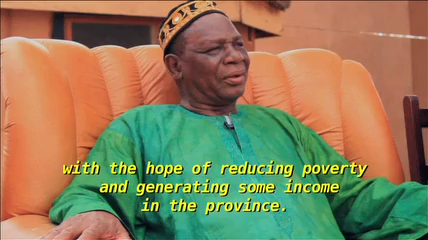 with the hope of reducing poverty
and generating some income
in the province.